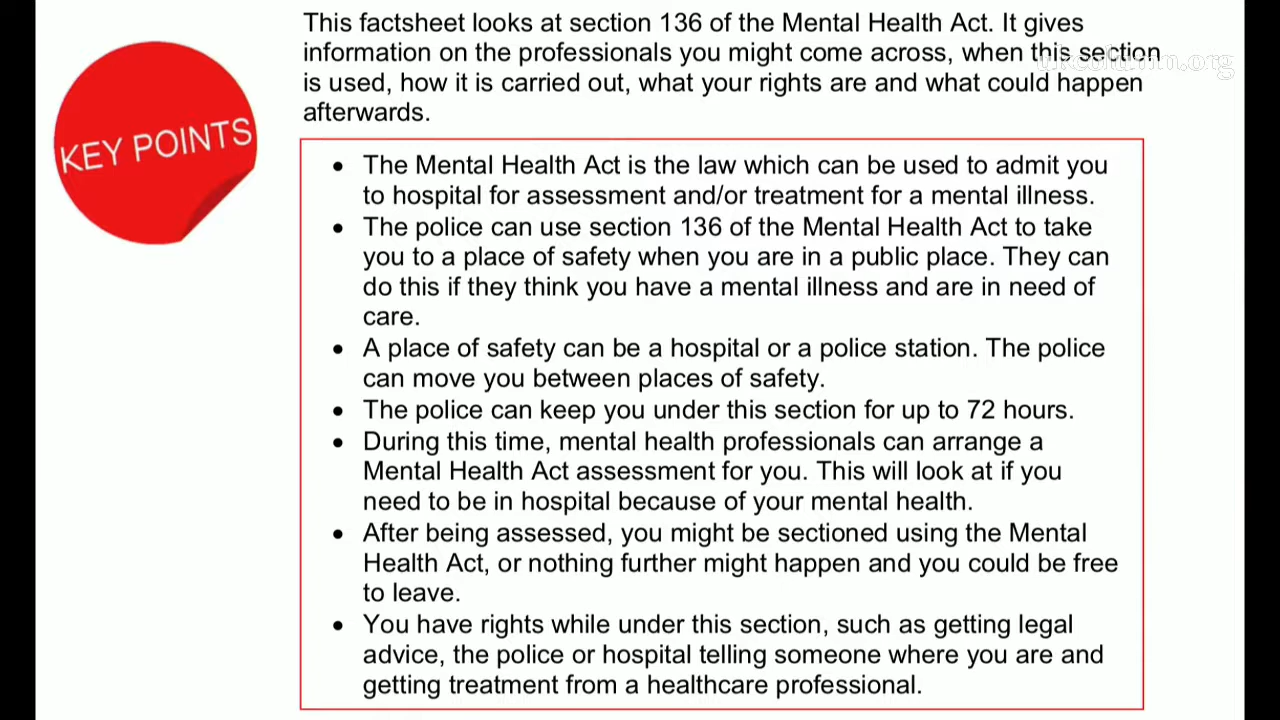 This factsheet looks at section 136 of the Mental Health Act. It gives
information on the professionals you might come across, when this section
is used, how it is carried out, what your rights are and what could happen
afterwards.
ukcolumn.org
KEY POINTS
• The Mental Health Act is the law which can be used to admit you
to hospital for assessment and/or treatment for a mental illness.
• The police can use section 136 of the Mental Health Act to take
you to a place of safety when you are in a public place. They can
do this if they think you have a mental illness and are in need of
care.
• A place of safety can be a hospital or a police station. The police
can move you between places of safety.
• The police can keep you under this section for up to 72 hours.
• During this time, mental health professionals can arrange a
Mental Health Act assessment for you. This will look at if you
need to be in hospital because of your mental health.
• After being assessed, you might be sectioned using the Mental
Health Act, or nothing further might happen and you could be free
to leave.
• You have rights while under this section, such as getting legal
advice, the police or hospital telling someone where you are and
getting treatment from a healthcare professional.